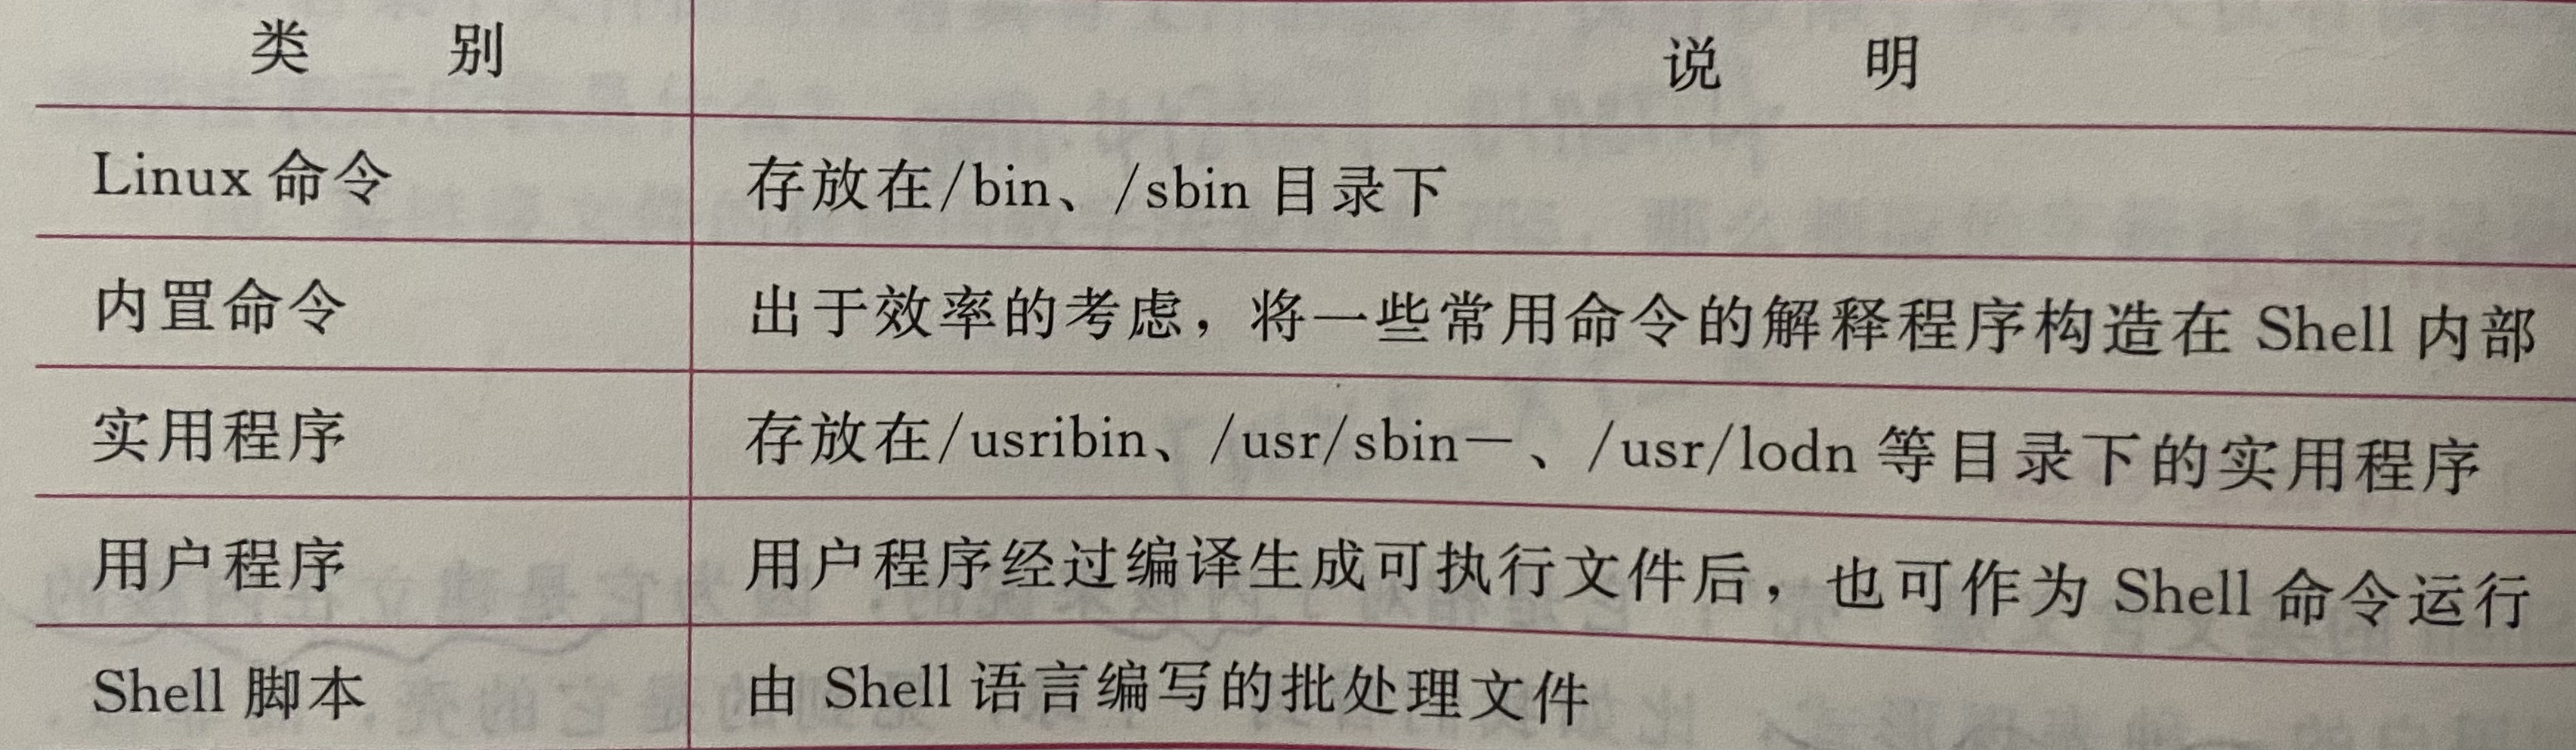 类 别 说 明
Linux 命令 存放在/bin、/sbin 目录下
内置命令 出于效率的考虑，将一些常用命令的解释程序构造在 Shell 内部
实用程序 存放在/usribin、/usr/sbin一、/usr/lodn 等目录下的实用程序
用户程序 用户程序经过编译生成可执行文件后，也可作为 Shell 命令运行
Shell 脚本 由 Shell 语言编写的批处理文件